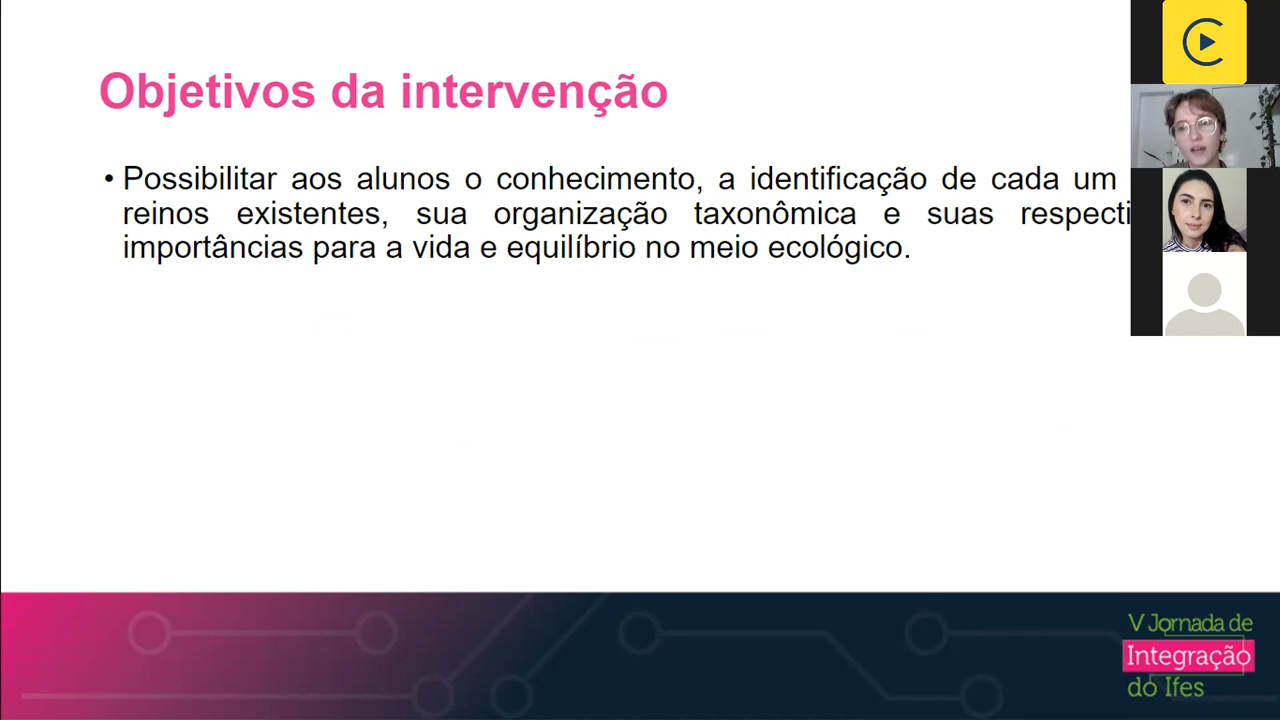 Objetivos da intervenção
• Possibilitar aos alunos o conhecimento, a identificação de cada um
reinos existentes, sua organização taxonômica e suas respecti
importâncias para a vida e equilíbrio no meio ecológico.
V Jornada de
Integração
do Ifes